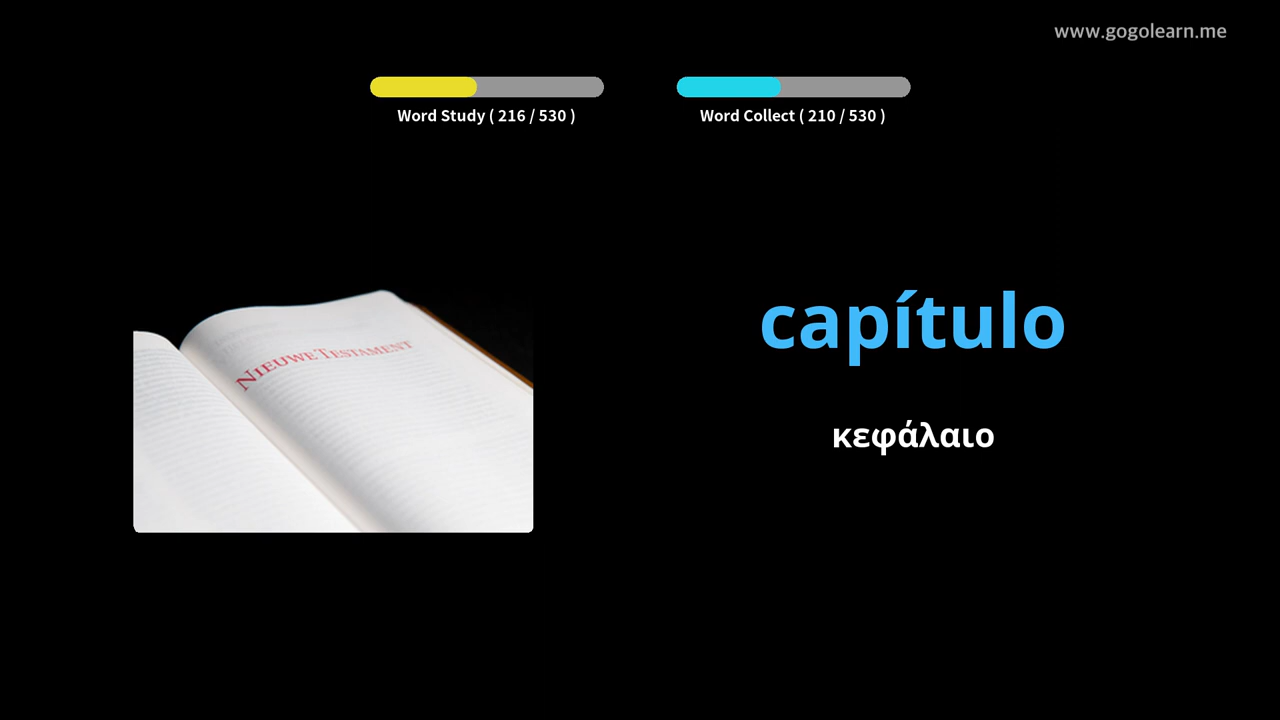 www.gogolearn.me
Word Study ( 216 / 530 )
Word Collect ( 210 / 530 )
NIEUWE TESTAMENT
capítulo
κεφάλαιο